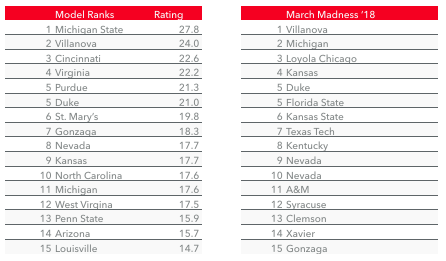 Model Ranks Rating
1 Michigan State 27.8
2 Villanova 24.0
3 Cincinnati 22.6
4 Virginia 22.2
5 Purdue 21.3
5 Duke 21.0
6 St. Mary's 19.8
7 Gonzaga 18.3
8 Nevada 17.7
9 Kansas 17.7
10 North Carolina 17.6
11 Michigan 17.6
12 West Virgina 17.5
13 Penn State 15.9
14 Arizona 15.7
15 Louisville 14.7
March Madness '18
1 Villanova
2 Michigan
3 Loyola Chicago
4 Kansas
5 Duke
5 Florida State
6 Kansas State
7 Texas Tech
8 Kentucky
9 Nevada
10 Nevada
11 A&M
12 Syracuse
13 Clemson
14 Xavier
15 Gonzaga